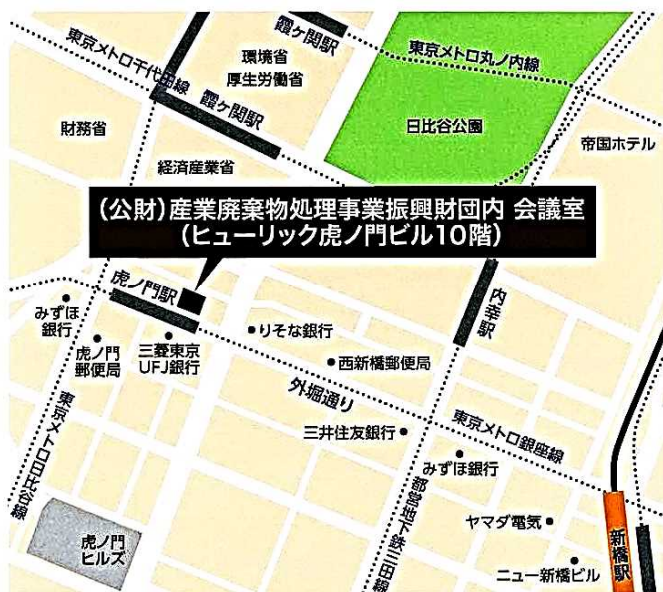 霞ヶ関駅
東京メトロ丸ノ内線
環境省
厚生労働省
東京メトロ千代田線
霞ヶ関駅
財務省
日比谷公園
帝国ホテル
経済産業省
(公財)産業廃棄物処理事業振興財団内 会議室
(ヒューリック虎ノ門ビル10階)
虎ノ門駅
内幸駅
みずほ
銀行
虎ノ門
郵便局
三菱東京
UFJ銀行
りそな銀行
西新橋郵便局
外堀通り
東京メトロ日比谷線
三井住友銀行
東京メトロ銀座線
みずほ銀行
都営地下鉄三田線
ヤマダ電気
新橋駅
虎ノ門
ヒルズ
ニュー新橋ビル